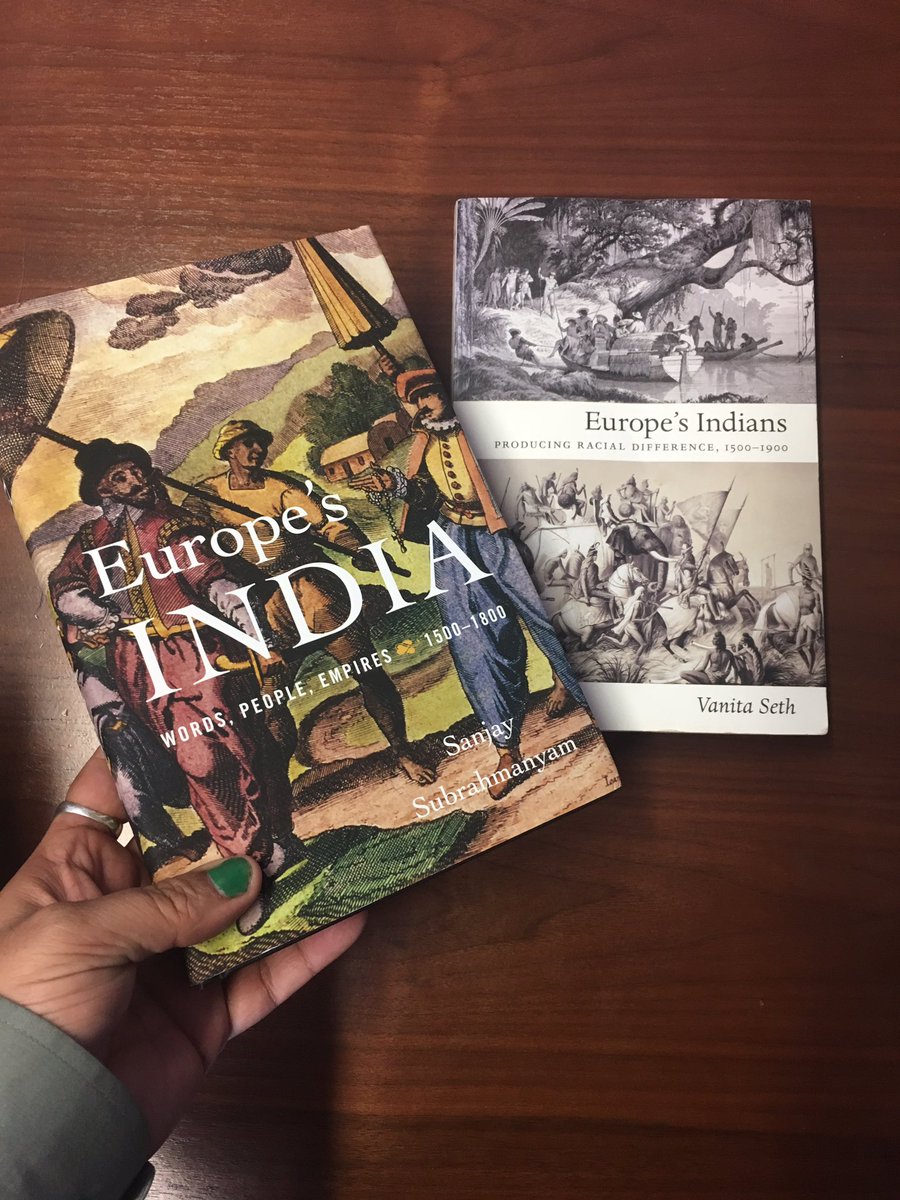 Europe's
INDIA
WORDS, PEOPLE, EMPIRES 1500–1800
Sanjay
Subrahmanyam
Europe's Indians
PRODUCING RACIAL DIFFERENCE, 1500–1900
Vanita Seth